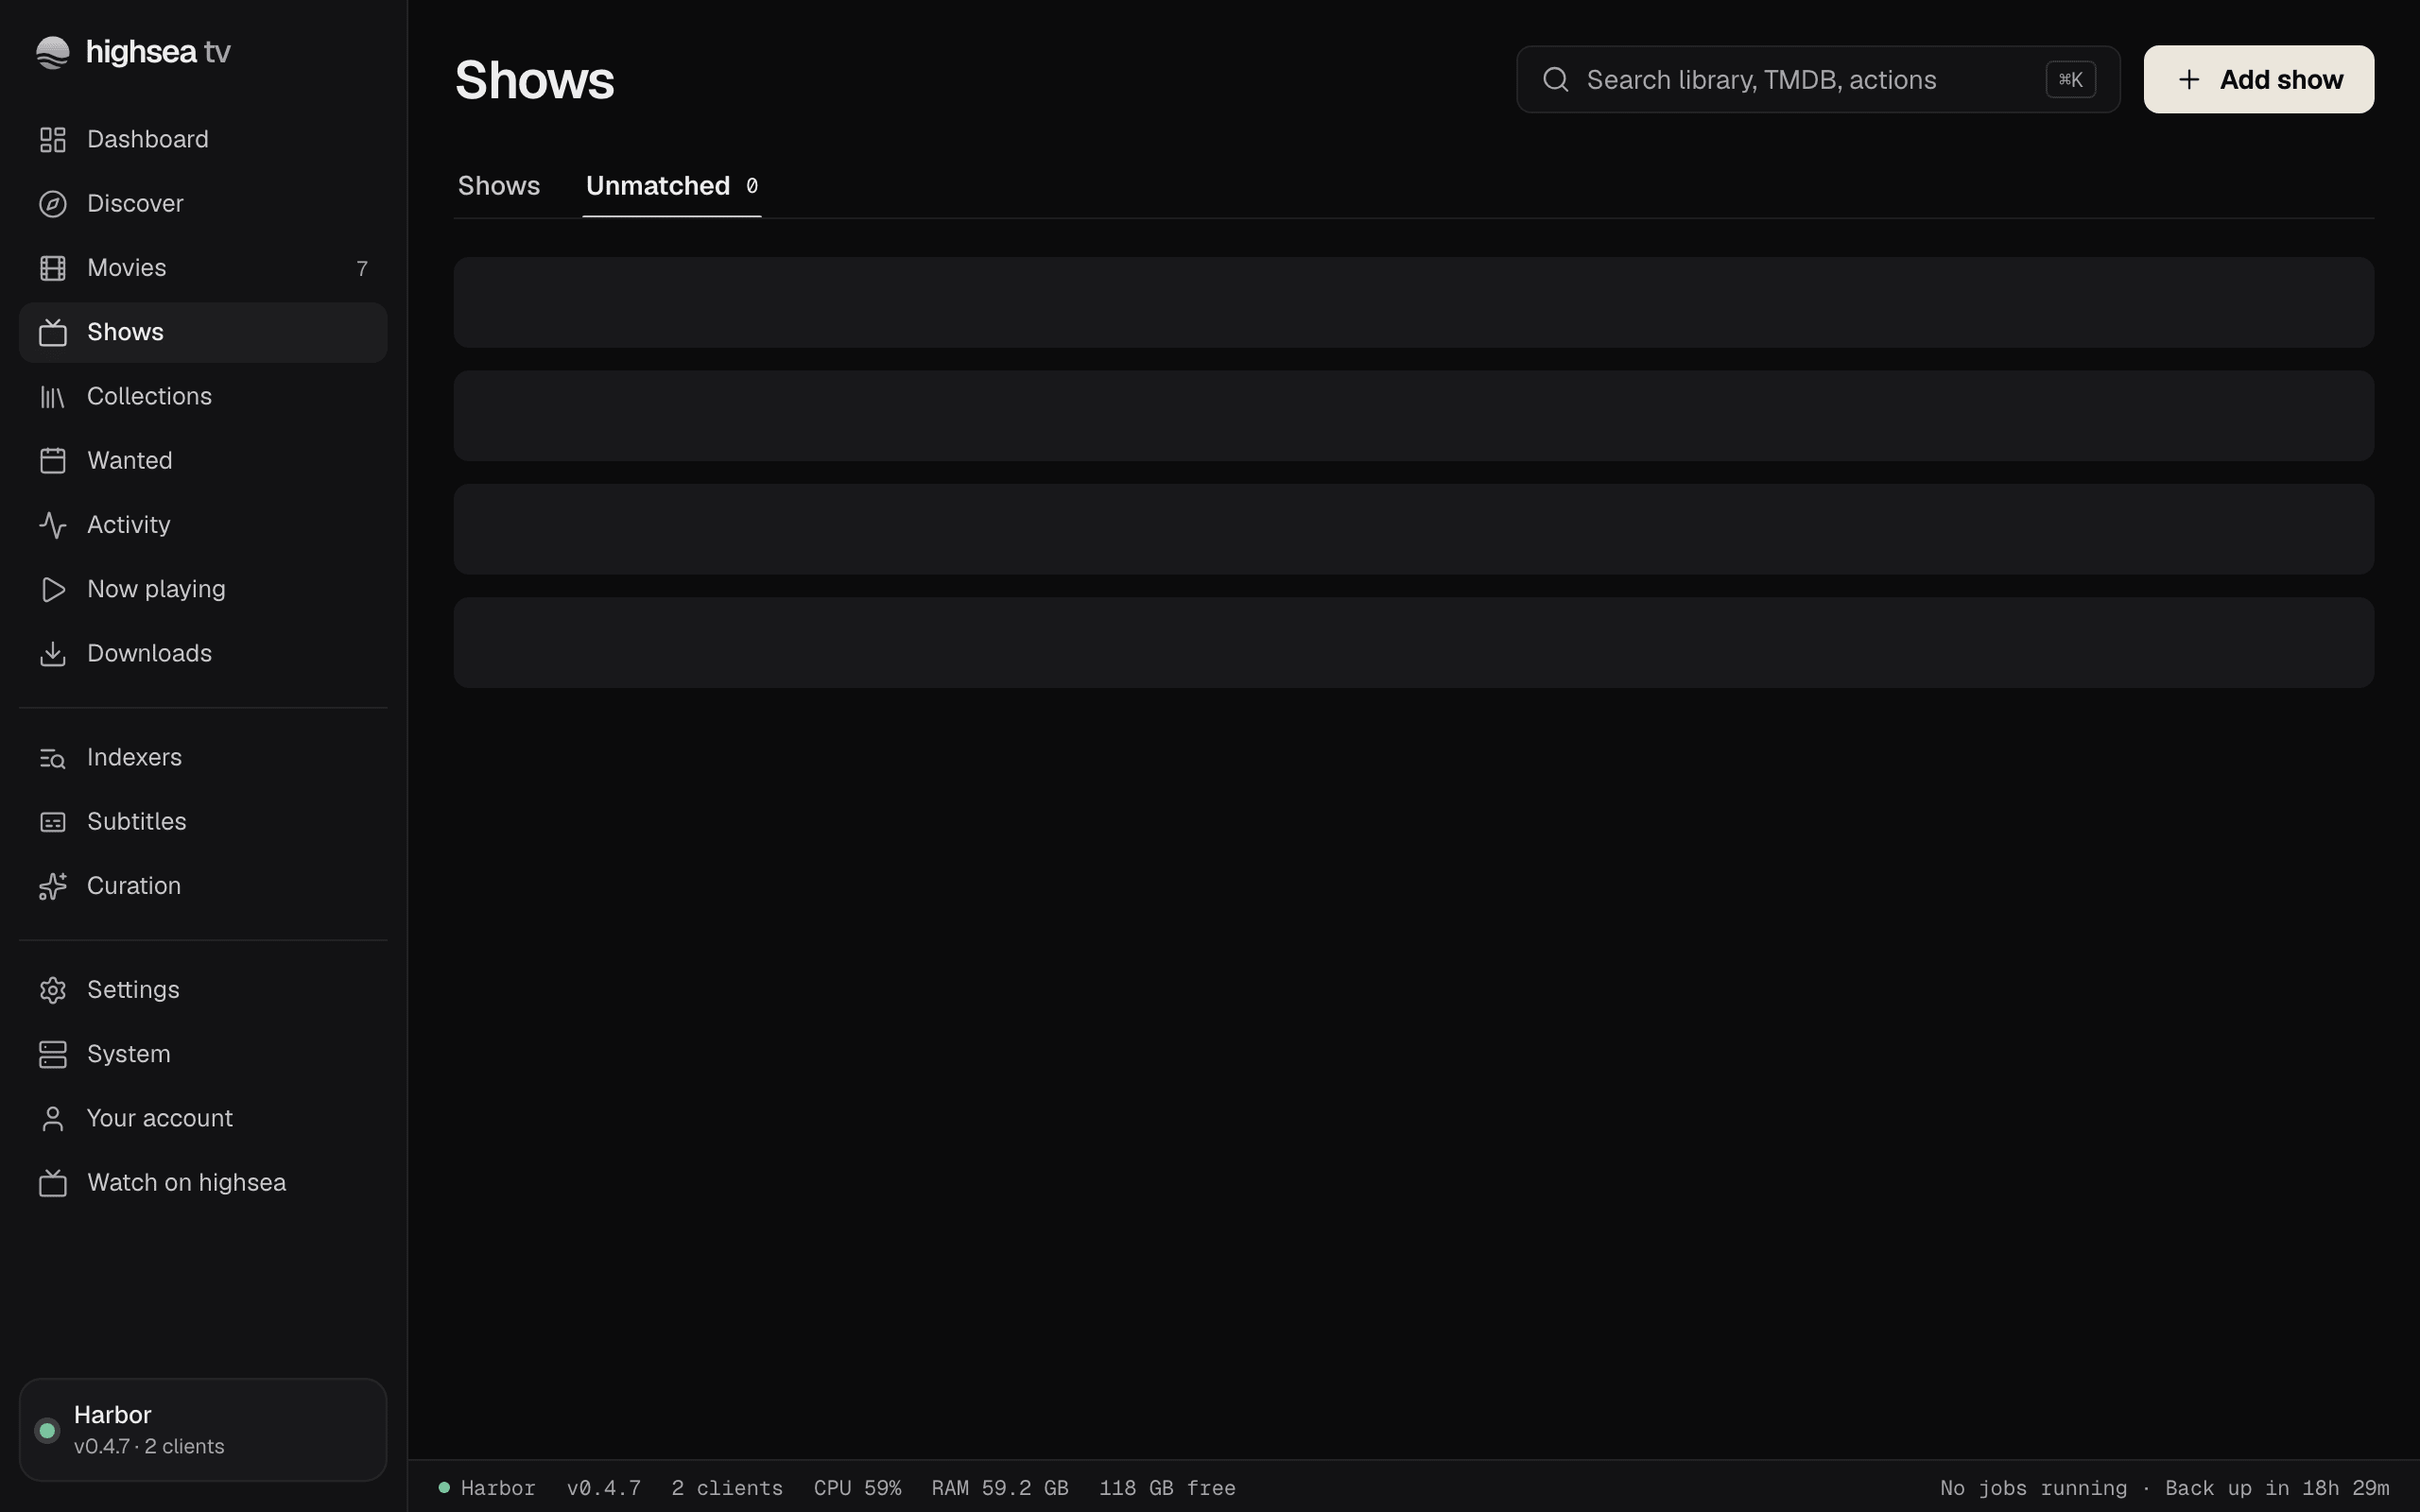 highsea tv
Dashboard
Discover
Movies 7
Shows
Collections
Wanted
Activity
Now playing
Downloads
Indexers
Subtitles
Curation
Settings
System
Your account
Watch on highsea
Harbor
v0.4.7 · 2 clients
Shows
Search library, TMDB, actions ⌘K
Add show
Shows Unmatched 0
Harbor v0.4.7 2 clients CPU 59% RAM 59.2 GB 118 GB free
No jobs running · Back up in 18h 29m